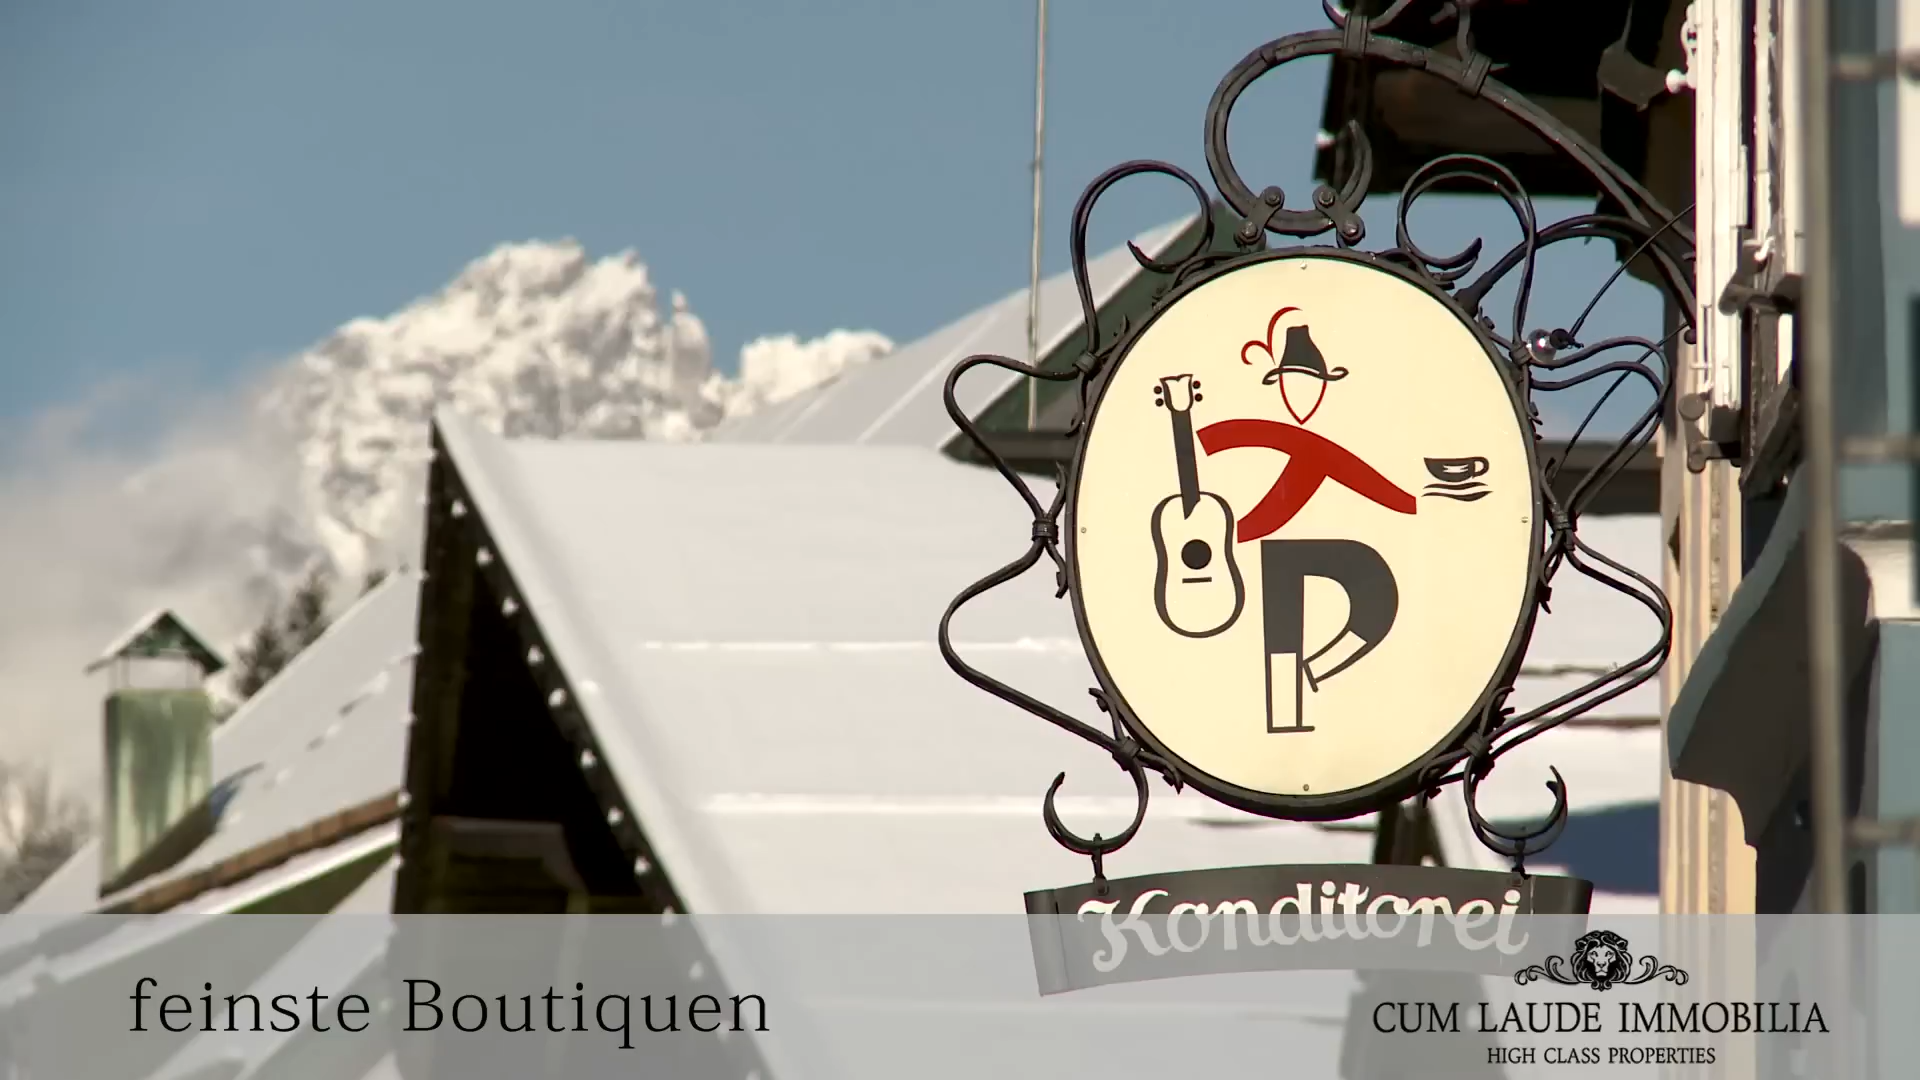 Konditorei
feinste Boutiquen
CUM LAUDE IMMOBILIA
HIGH CLASS PROPERTIES